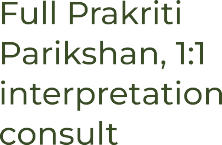 Full Prakriti
Parikshan, 1:1
interpretation
consult